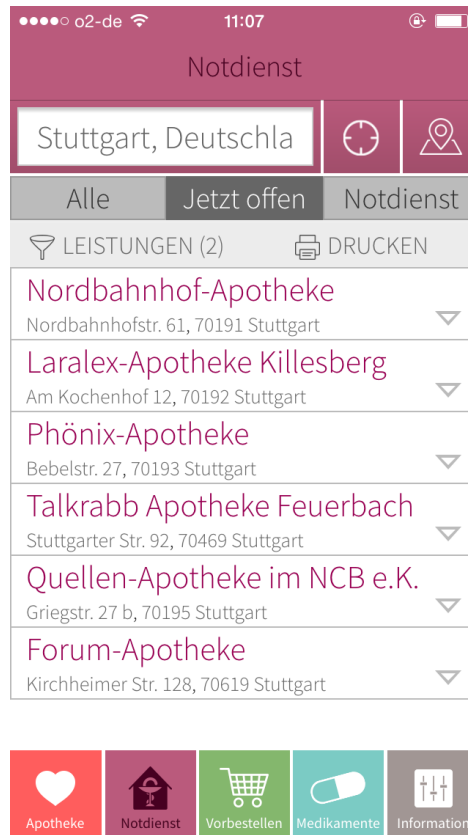 o2-de 11:07
Notdienst
Stuttgart, Deutschla
Alle Jetzt offen Notdienst
LEISTUNGEN (2) DRUCKEN
Nordbahnhof-Apotheke
Nordbahnhofstr. 61, 70191 Stuttgart
Laralex-Apotheke Killesberg
Am Kochenhof 12, 70192 Stuttgart
Phönix-Apotheke
Bebelstr. 27, 70193 Stuttgart
Talkrabb Apotheke Feuerbach
Stuttgarter Str. 92, 70469 Stuttgart
Quellen-Apotheke im NCB e.K.
Griegstr. 27 b, 70195 Stuttgart
Forum-Apotheke
Kirchheimer Str. 128, 70619 Stuttgart
Apotheke Notdienst Vorbestellen Medikamente Information